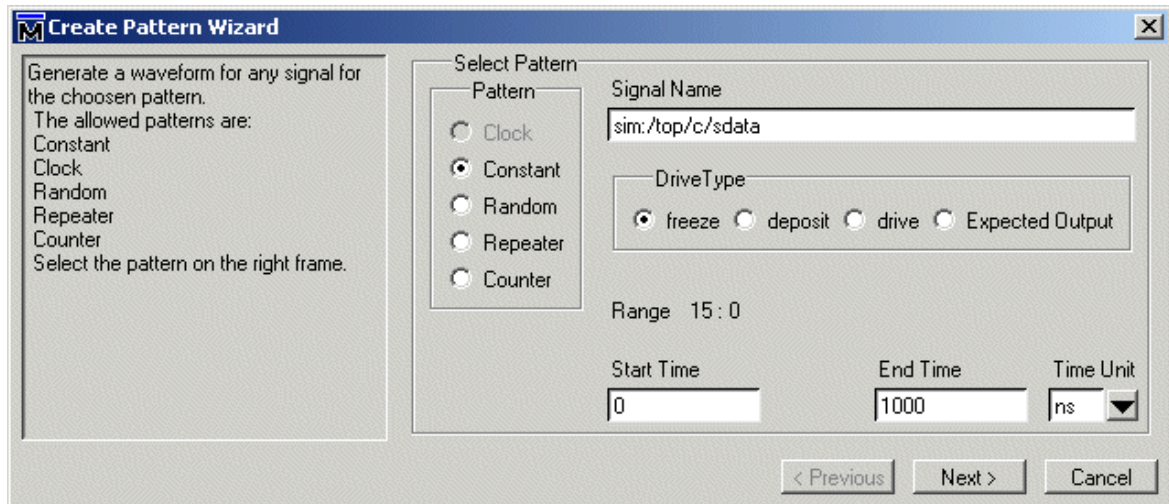 Create Pattern Wizard
Generate a waveform for any signal for
the choosen pattern.
The allowed patterns are:
Constant
Clock
Random
Repeater
Counter
Select the pattern on the right frame.
Select Pattern
Pattern
Clock
Constant
Random
Repeater
Counter
Signal Name
sim:/top/c/sdata
DriveType
freeze deposit drive Expected Output
Range 15 : 0
Start Time End Time Time Unit
0 1000 ns
< Previous Next > Cancel